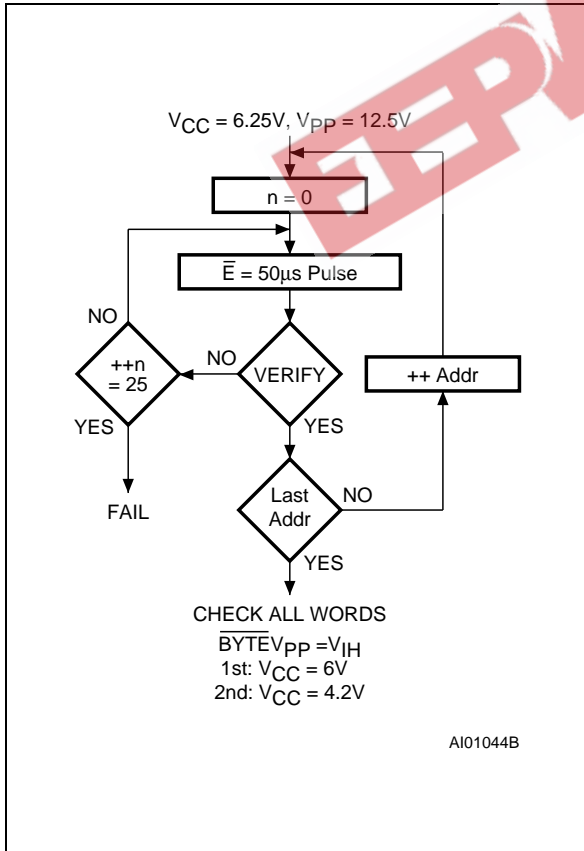 VCC = 6.25V, VPP = 12.5V
n = 0
E̅ = 50µs Pulse
NO
++n
= 25
NO
VERIFY
++ Addr
YES
YES
FAIL
Last
Addr
NO
YES
CHECK ALL WORDS
B̅Y̅T̅E̅VPP =VIH
1st: VCC = 6V
2nd: VCC = 4.2V
AI01044B